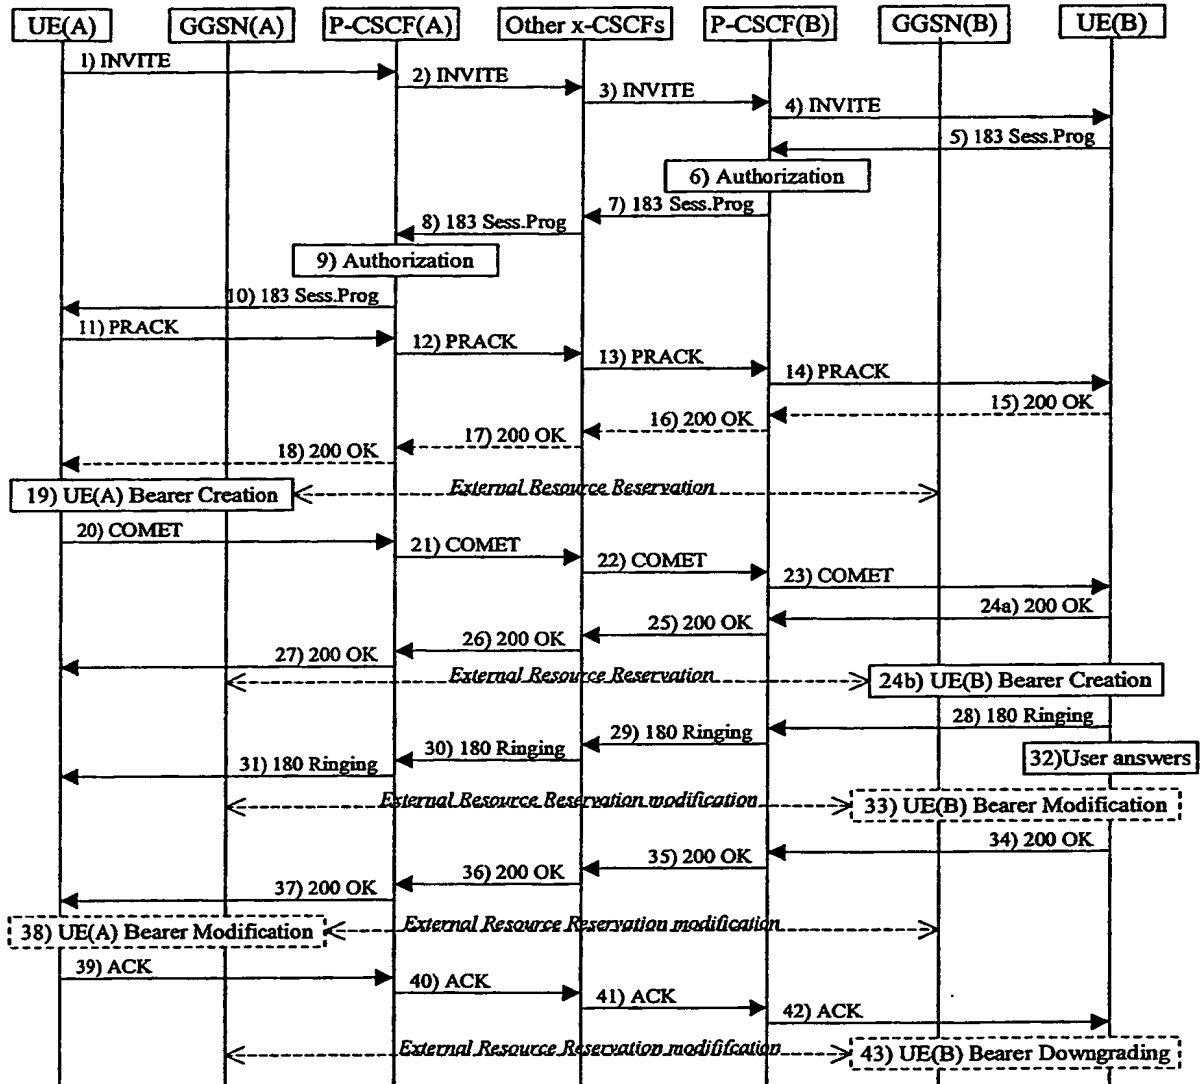 UE(A) GGSN(A) P-CSCF(A) Other x-CSCFs P-CSCF(B) GGSN(B) UE(B)
1) INVITE
2) INVITE
3) INVITE
4) INVITE
5) 183 Sess.Prog
6) Authorization
7) 183 Sess.Prog
8) 183 Sess.Prog
9) Authorization
10) 183 Sess.Prog
11) PRACK
12) PRACK
13) PRACK
14) PRACK
15) 200 OK
16) 200 OK
17) 200 OK
18) 200 OK
19) UE(A) Bearer Creation
External Resource Reservation
20) COMET
21) COMET
22) COMET
23) COMET
24a) 200 OK
25) 200 OK
26) 200 OK
27) 200 OK
External Resource Reservation
24b) UE(B) Bearer Creation
28) 180 Ringing
29) 180 Ringing
30) 180 Ringing
31) 180 Ringing
32)User answers
External Resource Reservation modification
33) UE(B) Bearer Modification
34) 200 OK
35) 200 OK
36) 200 OK
37) 200 OK
38) UE(A) Bearer Modification
External Resource Reservation modification
39) ACK
40) ACK
41) ACK
42) ACK
External Resource Reservation modififcation
43) UE(B) Bearer Downgrading